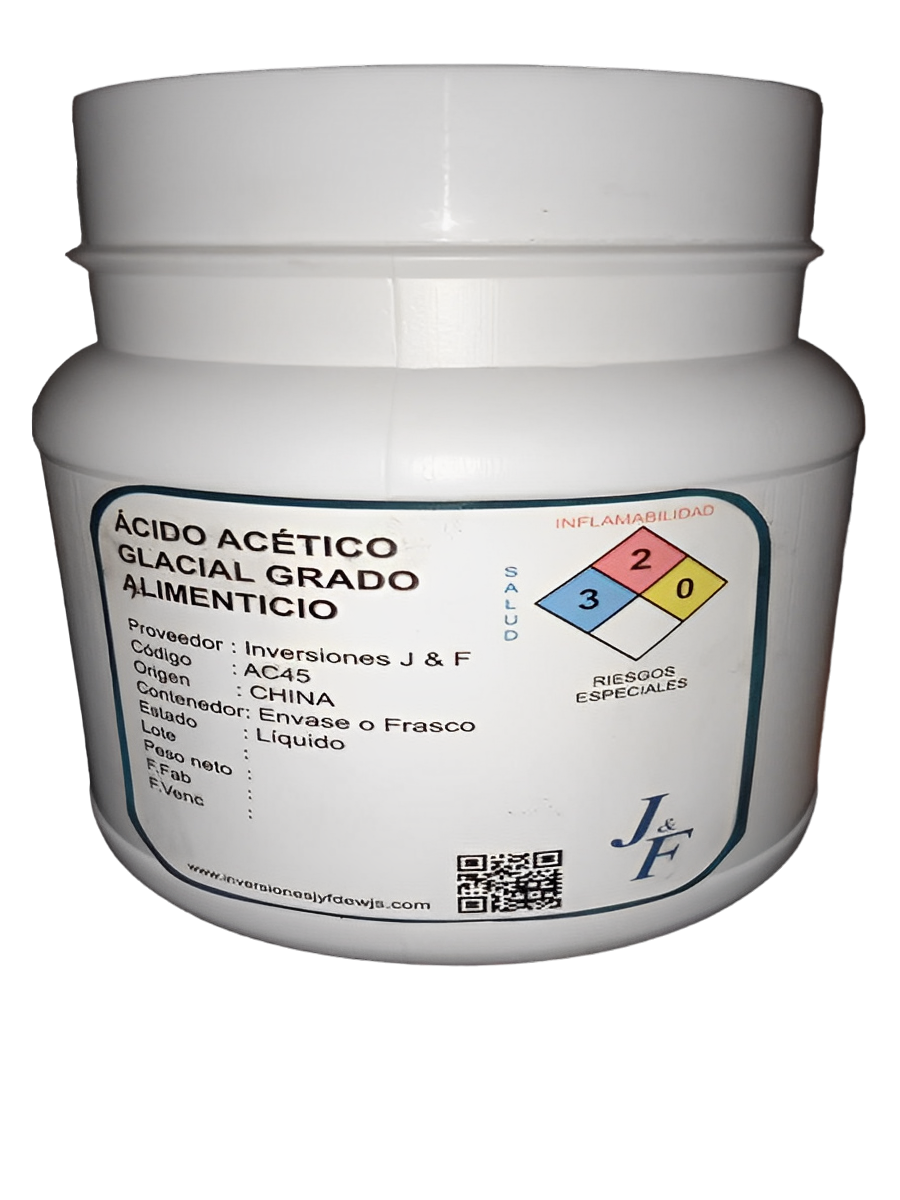 ÁCIDO ACÉTICO
GLACIAL GRADO
ALIMENTICIO
Proveedor : Inversiones J & F
Código : AC45
Origen : CHINA
Contenedor: Envase o Frasco
Estado : Líquido
Lote :
Peso neto :
F.Fab :
F.Venc :
www.inversionesjyfdewjs.com
INFLAMABILIDAD
SALUD
2
3
0
RIESGOS
ESPECIALES
J & F